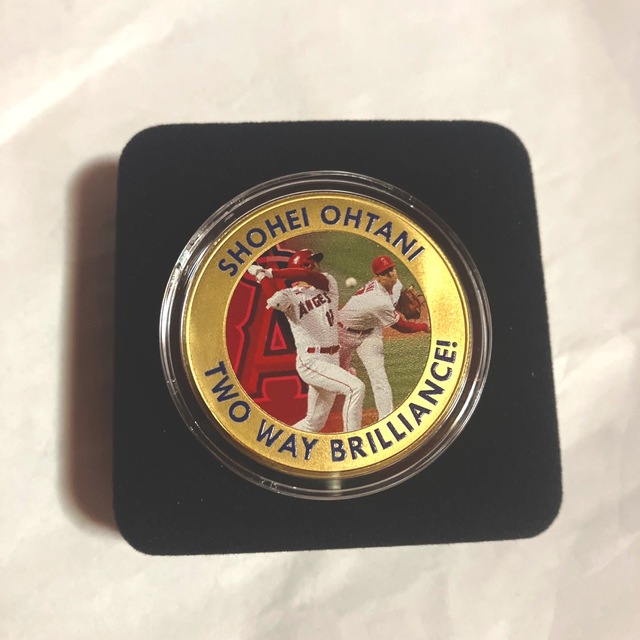 SHOHEI OHTANI
ANGELS
TWO WAY BRILLIANCE!
A